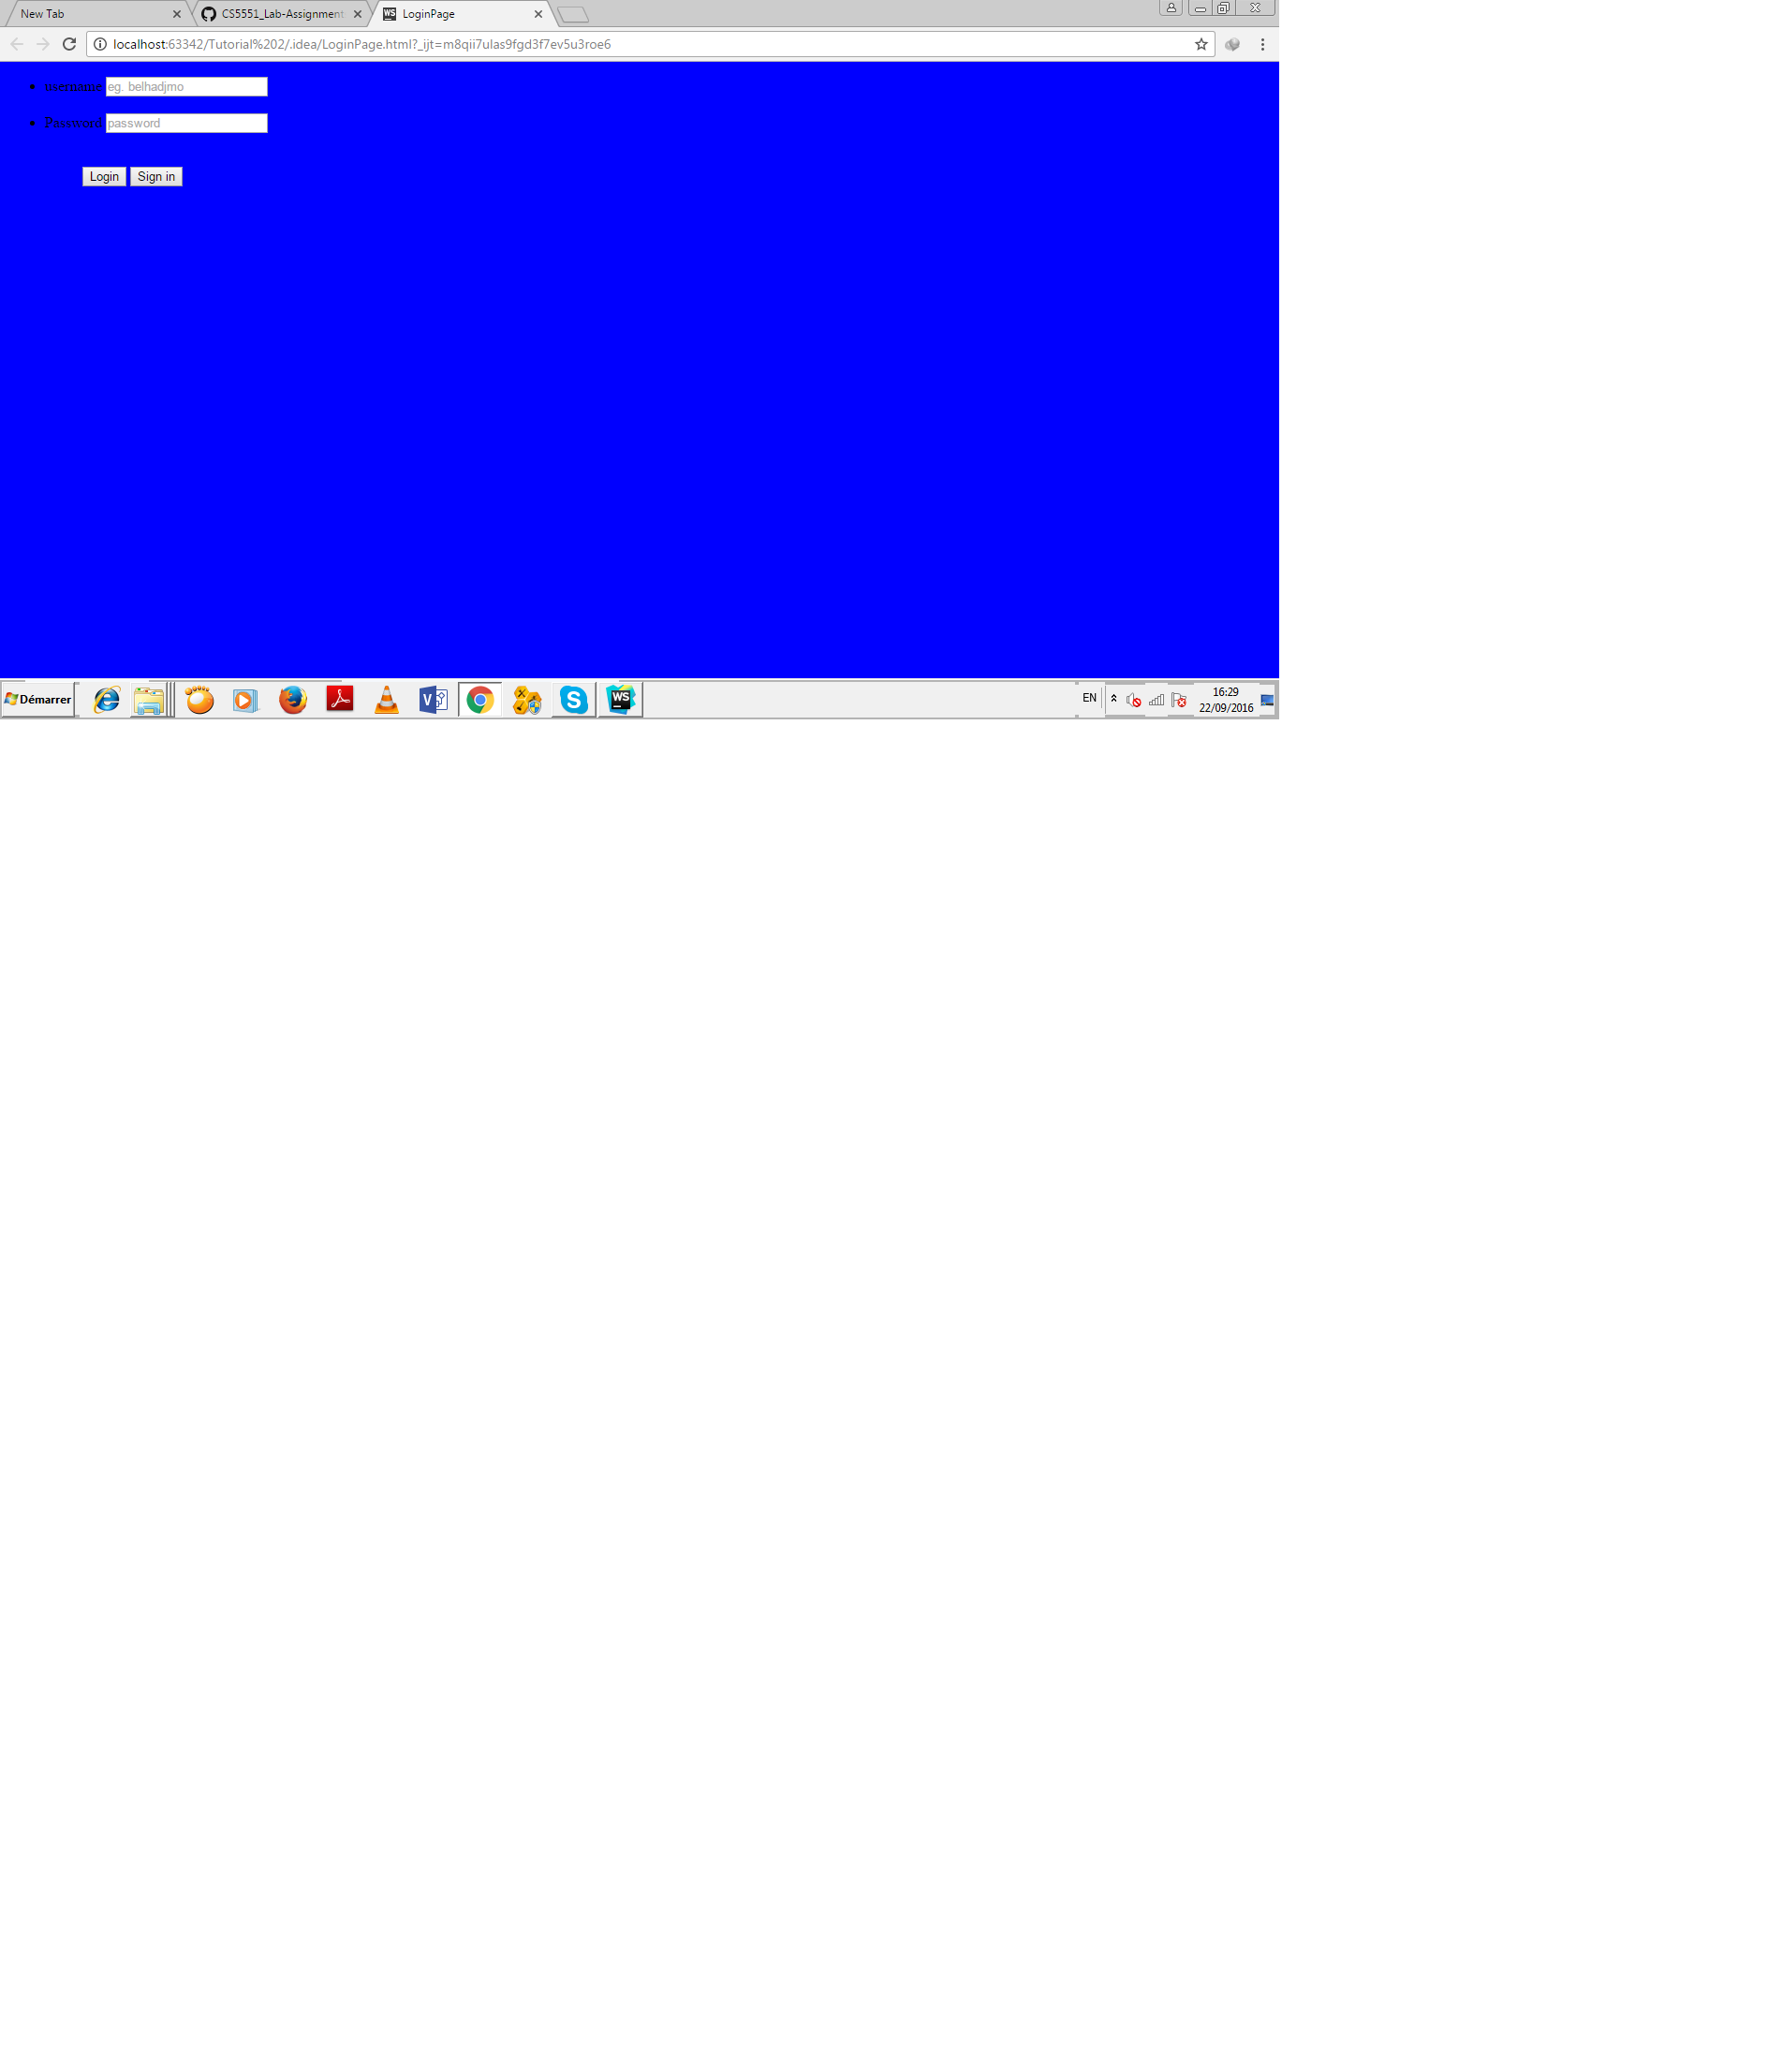 New Tab
CS5551_Lab-Assignment
LoginPage
localhost:63342/Tutorial%202/.idea/LoginPage.html?_ijt=m8qii7ulas9fgd3f7ev5u3roe6
username eg. belhadjmo
Password password
Login Sign in
Démarrer
EN
16:29
22/09/2016